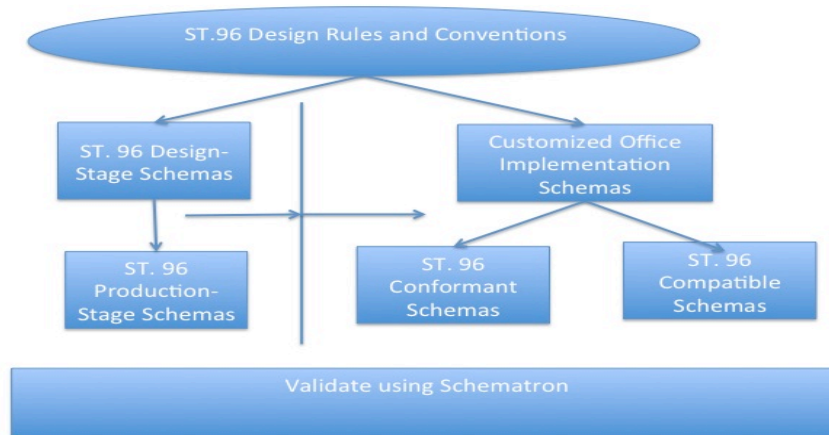 ST.96 Design Rules and Conventions
ST. 96 Design-
Stage Schemas
Customized Office
Implementation
Schemas
ST. 96
Production-
Stage Schemas
ST. 96
Conformant
Schemas
ST. 96
Compatible
Schemas
Validate using Schematron